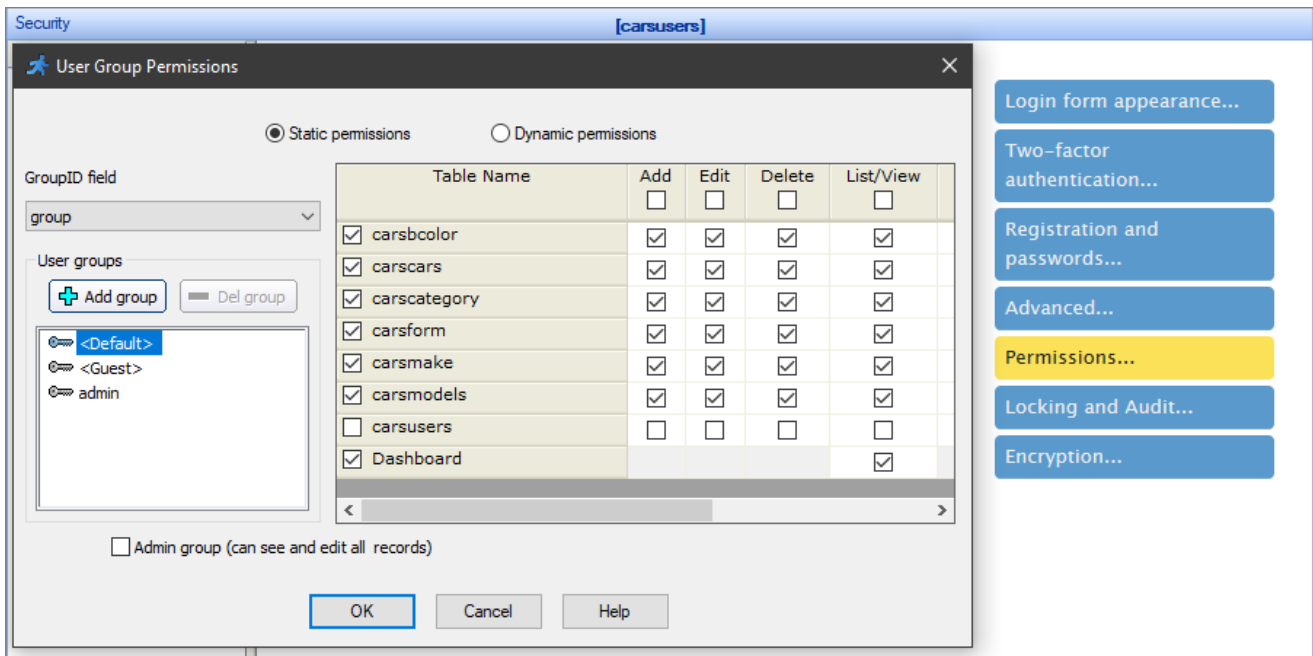 Security [carsusers]
User Group Permissions
Static permissions Dynamic permissions
GroupID field
group
User groups
Add group Del group
<Default>
<Guest>
admin
Table Name Add Edit Delete List/View
carsbcolor
carscars
carscategory
carsform
carsmake
carsmodels
carsusers
Dashboard
Admin group (can see and edit all records)
OK Cancel Help
Login form appearance...
Two-factor
authentication...
Registration and
passwords...
Advanced...
Permissions...
Locking and Audit...
Encryption...